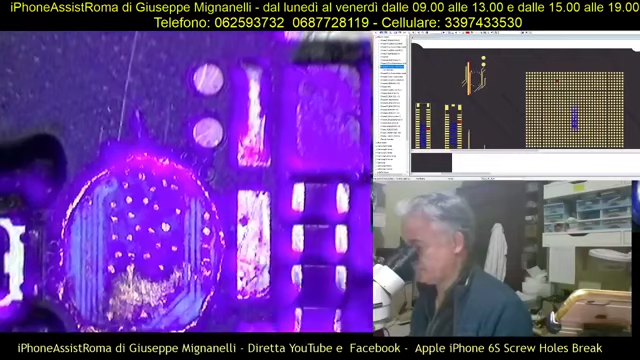 iPhoneAssistRoma di Giuseppe Mignanelli - dal lunedì al venerdì dalle 09.00 alle 13.00 e dalle 15.00 alle 19.00
Telefono: 062593732 0687728119 - Cellulare: 3397433530
iPhoneAssistRoma di Giuseppe Mignanelli - Diretta YouTube e Facebook - Apple iPhone 6S Screw Holes Break